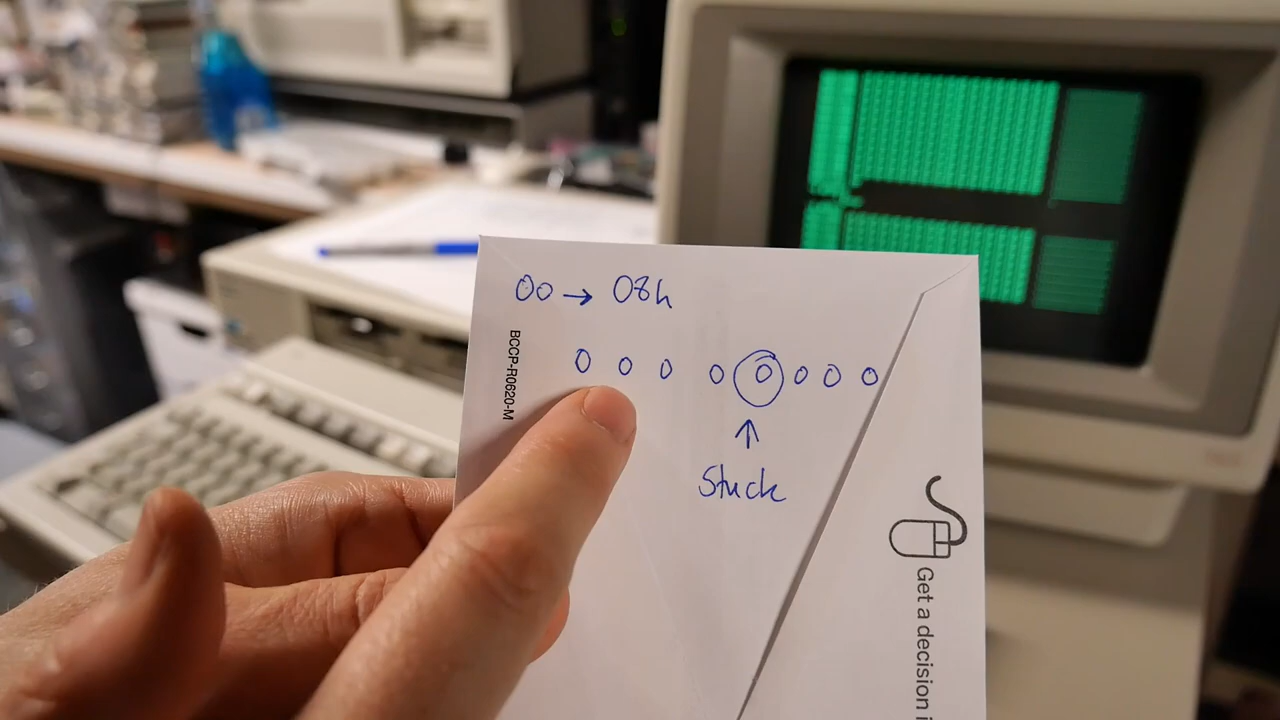 00 → 08h
0 0 0 0 0 0 0 0
↑
Stuck
BCCP-R0620-M
Get a decision i